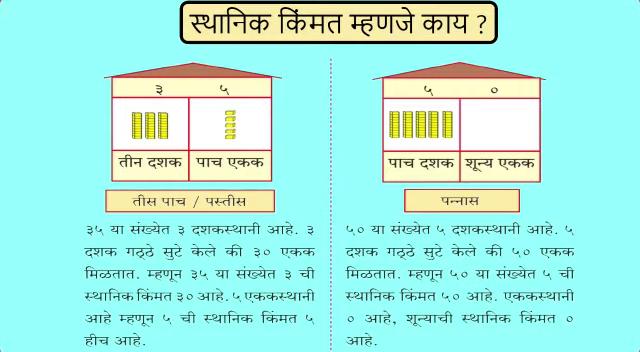 स्थानिक किंमत म्हणजे काय ?
३ ५
तीन दशक पाच एकक
तीस पाच / पस्तीस
३५ या संख्येत ३ दशकस्थानी आहे. ३
दशक गठ्ठे सुटे केले की ३० एकक
मिळतात. म्हणून ३५ या संख्येत ३ ची
स्थानिक किंमत ३० आहे. ५ एककस्थानी
आहे म्हणून ५ ची स्थानिक किंमत ५
हीच आहे.
५ ०
पाच दशक शून्य एकक
पन्नास
५० या संख्येत ५ दशकस्थानी आहे. ५
दशक गठ्ठे सुटे केले की ५० एकक
मिळतात. म्हणून ५० या संख्येत ५ ची
स्थानिक किंमत ५० आहे. एककस्थानी
० आहे, शून्याची स्थानिक किंमत ०
आहे.